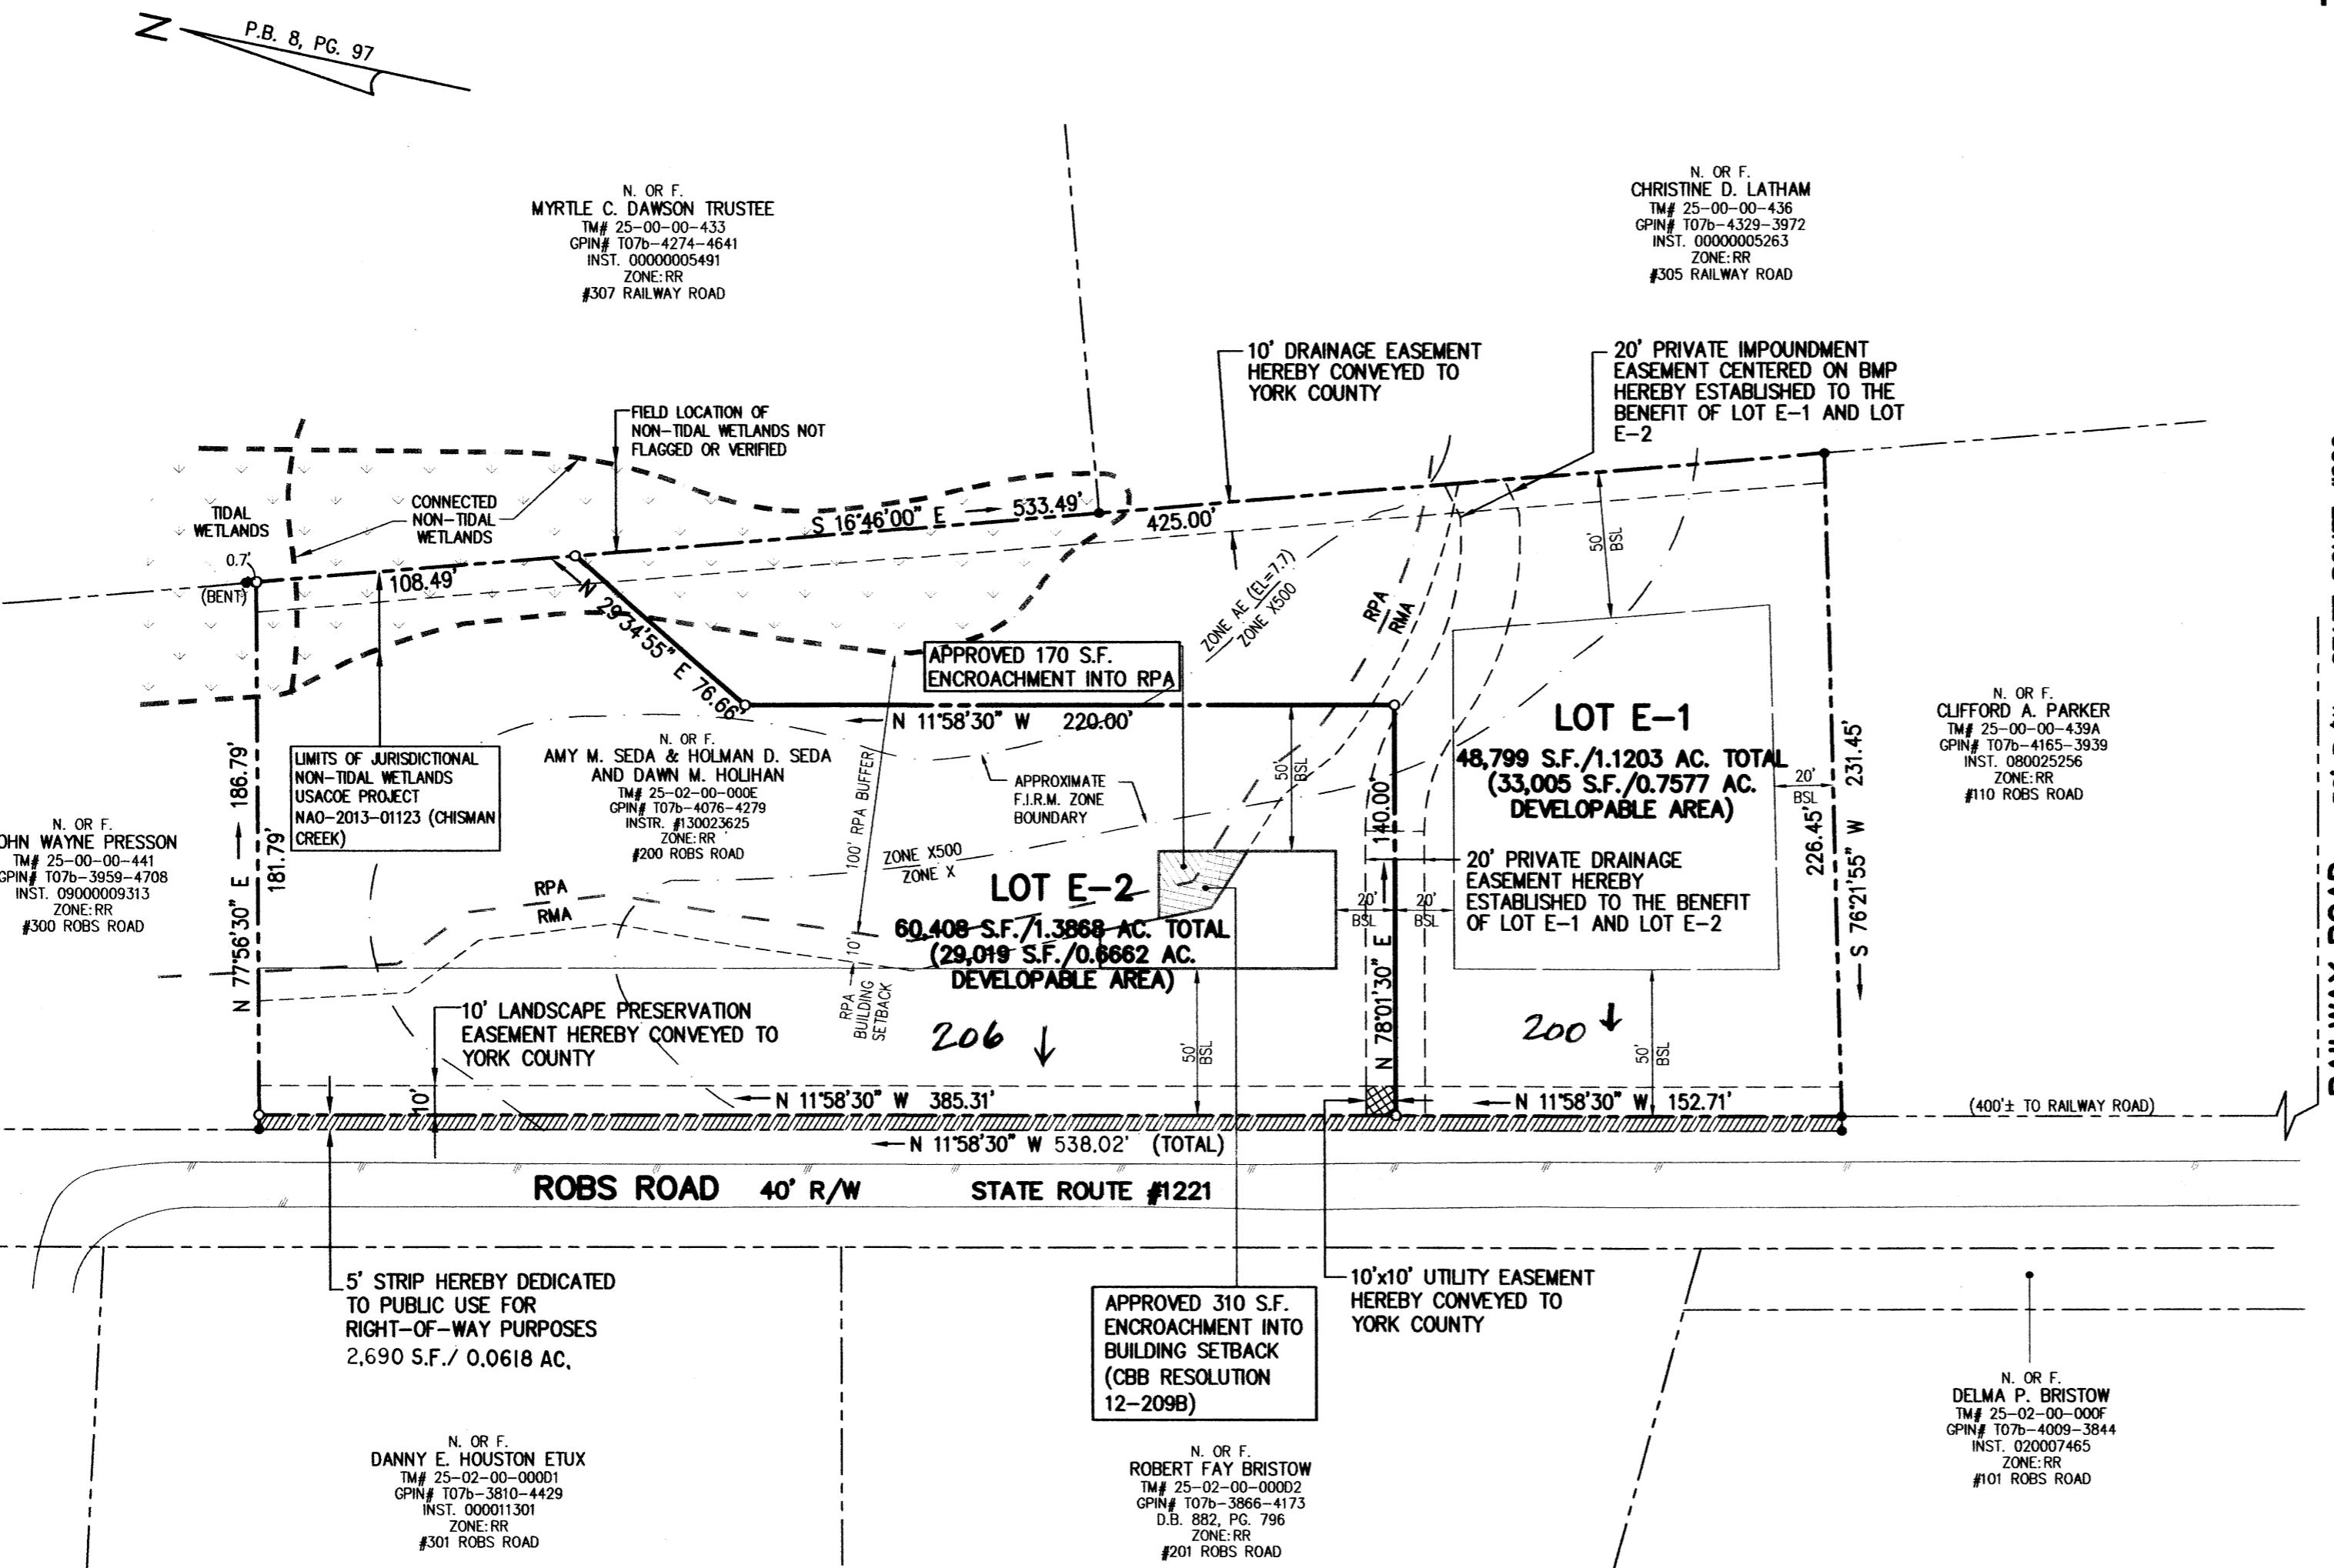 N
P.B. 8, PG. 97
N. OR F.
MYRTLE C. DAWSON TRUSTEE
TM# 25-00-00-433
GPIN# T07b-4274-4641
INST. 00000005491
ZONE:RR
#307 RAILWAY ROAD
N. OR F.
CHRISTINE D. LATHAM
TM# 25-00-00-436
GPIN# T07b-4329-3972
INST. 00000005263
ZONE:RR
#305 RAILWAY ROAD
10' DRAINAGE EASEMENT
HEREBY CONVEYED TO
YORK COUNTY
20' PRIVATE IMPOUNDMENT
EASEMENT CENTERED ON BMP
HEREBY ESTABLISHED TO THE
BENEFIT OF LOT E-1 AND LOT
E-2
FIELD LOCATION OF
NON-TIDAL WETLANDS NOT
FLAGGED OR VERIFIED
TIDAL
WETLANDS
CONNECTED
NON-TIDAL
WETLANDS
0.7'
(BENT)
108.49'
S 16°46'00" E 533.49'
425.00'
N 29°34'55" E 76.66'
ZONE AE (EL=7.7)
ZONE X500
RPA
RMA
50'
BSL
APPROVED 170 S.F.
ENCROACHMENT INTO RPA
N 11°58'30" W 220.00'
LIMITS OF JURISDICTIONAL
NON-TIDAL WETLANDS
USACOE PROJECT
NAO-2013-01123 (CHISMAN
CREEK)
N. OR F.
AMY M. SEDA & HOLMAN D. SEDA
AND DAWN M. HOLIHAN
TM# 25-02-00-000E
GPIN# T07b-4076-4279
INSTR. #130023625
ZONE:RR
#200 ROBS ROAD
100' RPA BUFFER
APPROXIMATE
F.I.R.M. ZONE
BOUNDARY
50'
BSL
LOT E-1
48,799 S.F./1.1203 AC. TOTAL
(33,005 S.F./0.7577 AC.
DEVELOPABLE AREA)
20'
BSL
S 76°21'55" W 231.45'
226.45'
N. OR F.
CLIFFORD A. PARKER
TM# 25-00-00-439A
GPIN# T07b-4165-3939
INST. 080025256
ZONE:RR
#110 ROBS ROAD
N. OR F.
OHN WAYNE PRESSON
TM# 25-00-00-441
GPIN# T07b-3959-4708
INST. 09000009313
ZONE:RR
#300 ROBS ROAD
N 77°56'30" E 186.79'
181.79'
ZONE X500
ZONE X
RPA
RMA
LOT E-2
60,408 S.F./1.3868 AC. TOTAL
(29,019 S.F./0.6662 AC.
DEVELOPABLE AREA)
20'
BSL
20'
BSL
N 78°01'30" E 140.00'
20' PRIVATE DRAINAGE
EASEMENT HEREBY
ESTABLISHED TO THE BENEFIT
OF LOT E-1 AND LOT E-2
10'
RPA
BUILDING
SETBACK
10' LANDSCAPE PRESERVATION
EASEMENT HEREBY CONVEYED TO
YORK COUNTY
206
50'
BSL
200
50'
BSL
10'
N 11°58'30" W 385.31'
N 11°58'30" W 152.71'
(400'± TO RAILWAY ROAD)
N 11°58'30" W 538.02' (TOTAL)
ROBS ROAD 40' R/W STATE ROUTE #1221
5' STRIP HEREBY DEDICATED
TO PUBLIC USE FOR
RIGHT-OF-WAY PURPOSES
2,690 S.F./ 0.0618 AC.
APPROVED 310 S.F.
ENCROACHMENT INTO
BUILDING SETBACK
(CBB RESOLUTION
12-209B)
10'x10' UTILITY EASEMENT
HEREBY CONVEYED TO
YORK COUNTY
N. OR F.
DANNY E. HOUSTON ETUX
TM# 25-02-00-000D1
GPIN# T07b-3810-4429
INST. 000011301
ZONE:RR
#301 ROBS ROAD
N. OR F.
ROBERT FAY BRISTOW
TM# 25-02-00-000D2
GPIN# T07b-3866-4173
D.B. 882, PG. 796
ZONE:RR
#201 ROBS ROAD
N. OR F.
DELMA P. BRISTOW
TM# 25-02-00-000F
GPIN# T07b-4009-3844
INST. 020007465
ZONE:RR
#101 ROBS ROAD
RAILWAY ROAD